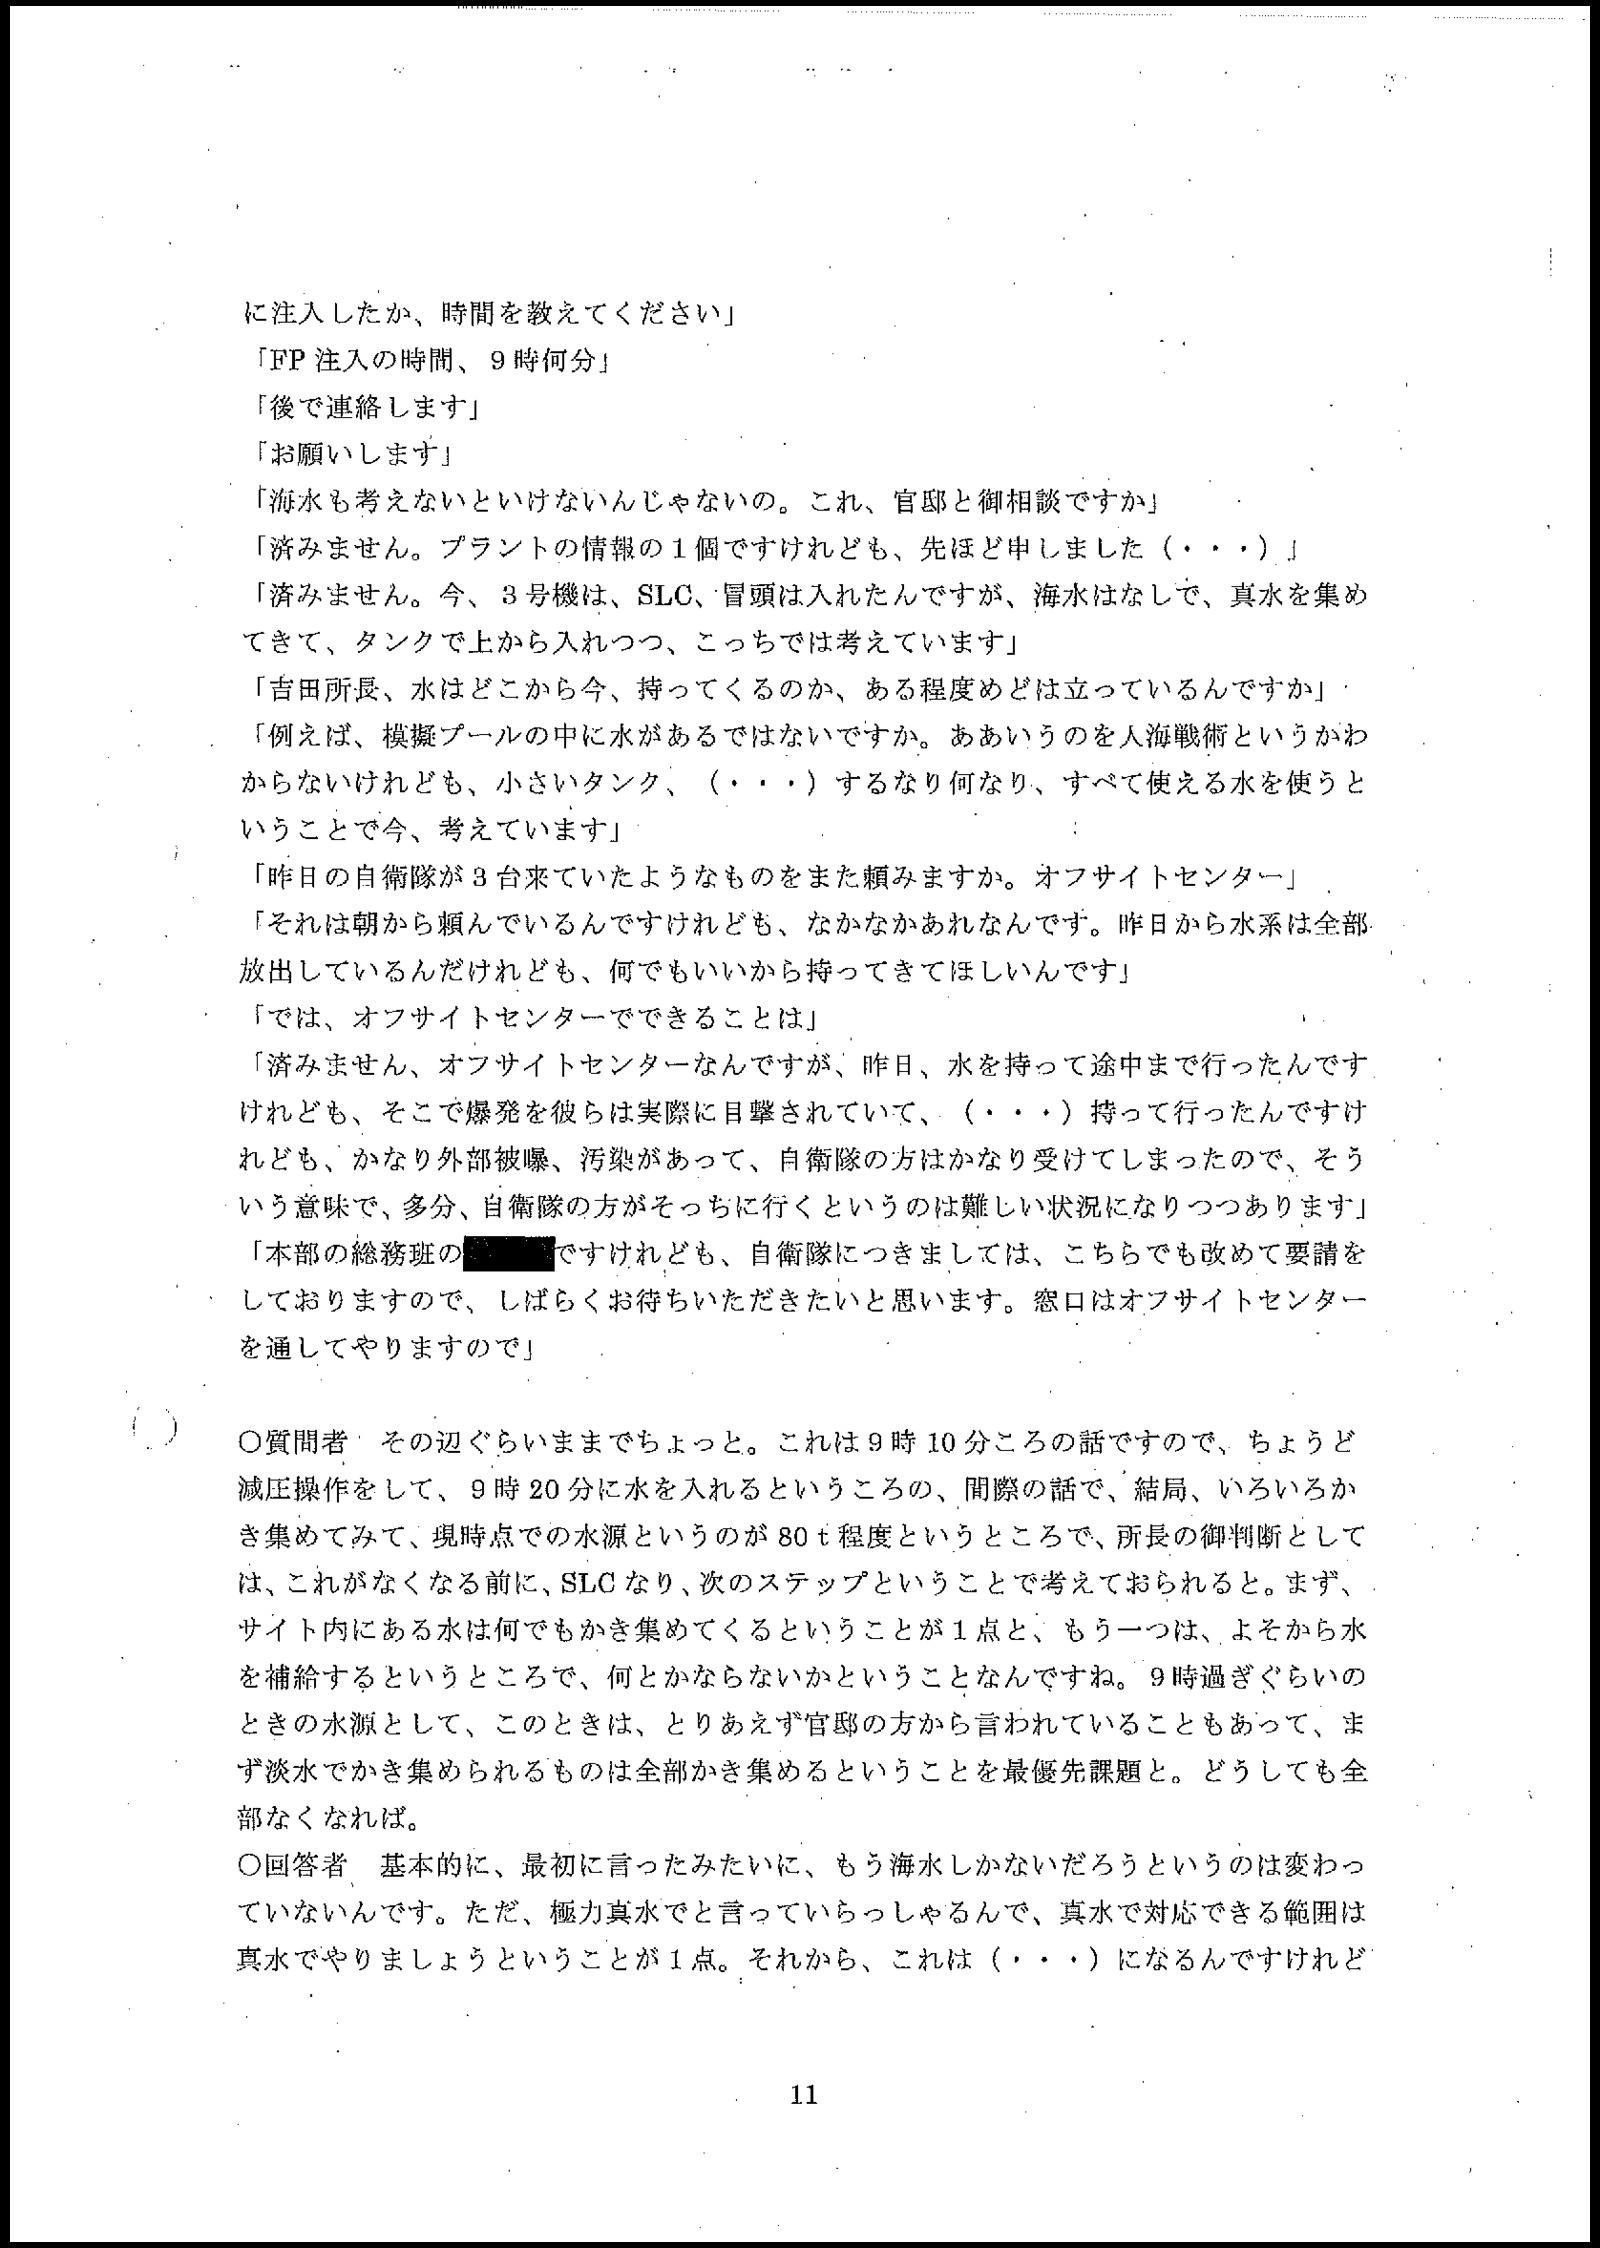 に注入したか、時間を教えてください」
「FP 注入の時間、９時何分」
「後で連絡します」
「お願いします」
「海水も考えないといけないんじゃないの。これ、官邸と御相談ですか」
「済みません。プラントの情報の１個ですけれども、先ほど申しました（・・・）」
「済みません。今、３号機は、SLC、冒頭は入れたんですが、海水はなしで、真水を集め
てきて、タンクで上から入れつつ、こっちでは考えています」
「吉田所長、水はどこから今、持ってくるのか、ある程度めどは立っているんですか」
「例えば、模擬プールの中に水があるではないですか。ああいうのを人海戦術というかわ
からないけれども、小さいタンク、（・・・）するなり何なり、すべて使える水を使うと
いうことで今、考えています」
「昨日の自衛隊が３台来ていたようなものをまた頼みますか。オフサイトセンター」
「それは朝から頼んでいるんですけれども、なかなかあれなんです。昨日から水系は全部
放出しているんだけれども、何でもいいから持ってきてほしいんです」
「では、オフサイトセンターでできることは」
「済みません、オフサイトセンターなんですが、昨日、水を持って途中まで行ったんです
けれども、そこで爆発を彼らは実際に目撃されていて、（・・・）持って行ったんですけ
れども、かなり外部被曝、汚染があって、自衛隊の方はかなり受けてしまったので、そう
いう意味で、多分、自衛隊の方がそっちに行くというのは難しい状況になりつつあります」
「本部の総務班のですけれども、自衛隊につきましては、こちらでも改めて要請を
しておりますので、しばらくお待ちいただきたいと思います。窓口はオフサイトセンター
を通してやりますので」
〇質問者　その辺ぐらいままでちょっと。これは９時 10 分ころの話ですので、ちょうど
減圧操作をして、９時 20 分に水を入れるというころの、間際の話で、結局、いろいろか
き集めてみて、現時点での水源というのが 80ｔ程度というところで、所長の御判断として
は、これがなくなる前に、SLC なり、次のステップということで考えておられると。まず、
サイト内にある水は何でもかき集めてくるということが１点と、もう一つは、よそから水
を補給するというところで、何とかならないかということなんですね。９時過ぎぐらいの
ときの水源として、このときは、とりあえず官邸の方から言われていることもあって、ま
ず淡水でかき集められるものは全部かき集めるということを最優先課題と。どうしても全
部なくなれば。
〇回答者　基本的に、最初に言ったみたいに、もう海水しかないだろうというのは変わっ
ていないんです。ただ、極力真水でと言っていらっしゃるんで、真水で対応できる範囲は
真水でやりましょうということが１点。それから、これは（・・・）になるんですけれど
11